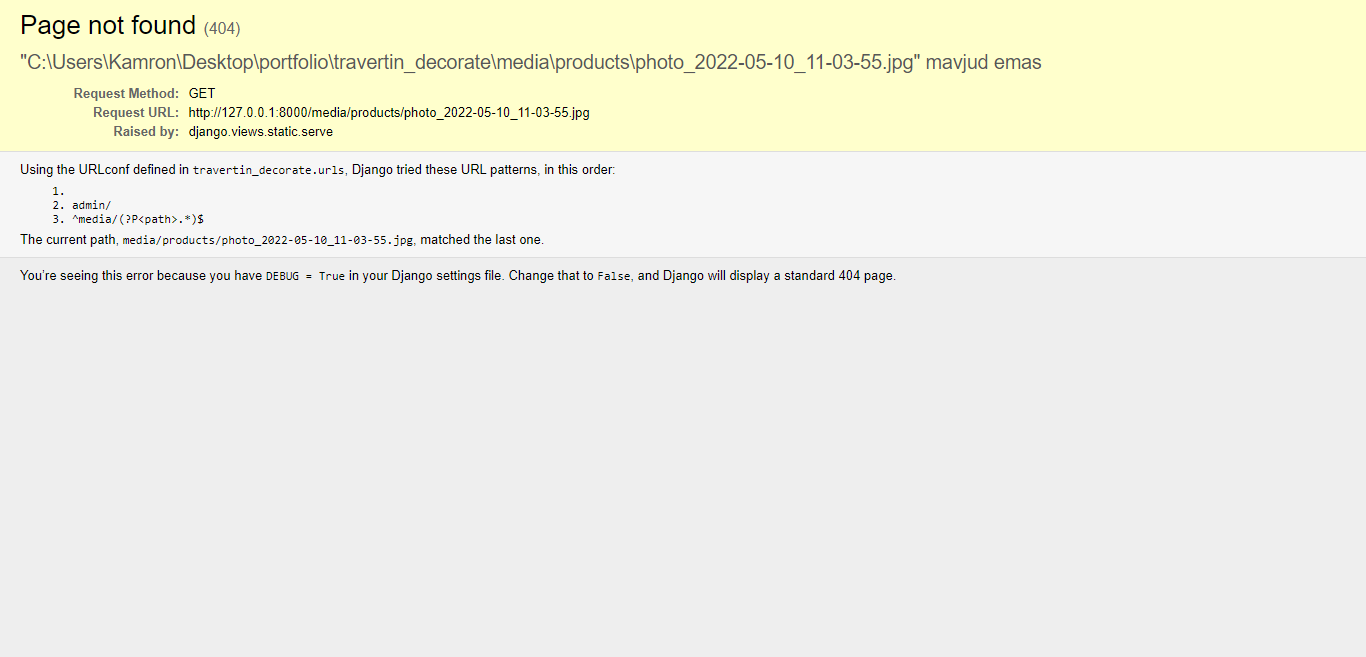 Page not found (404)
"C:\Users\Kamron\Desktop\portfolio\travertin_decorate\media\products\photo_2022-05-10_11-03-55.jpg" mavjud emas
Request Method: GET
Request URL: http://127.0.0.1:8000/media/products/photo_2022-05-10_11-03-55.jpg
Raised by: django.views.static.serve
Using the URLconf defined in travertin_decorate.urls, Django tried these URL patterns, in this order:
1.
2. admin/
3. ^media/(?P<path>.*)$
The current path, media/products/photo_2022-05-10_11-03-55.jpg, matched the last one.
You’re seeing this error because you have DEBUG = True in your Django settings file. Change that to False, and Django will display a standard 404 page.